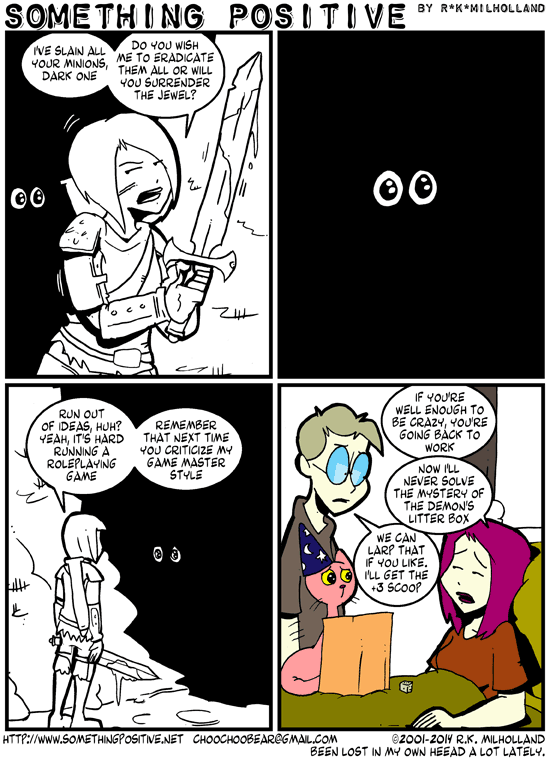 SOMETHING POSITIVE BY R*K*MILHOLLAND
I'VE SLAIN ALL
YOUR MINIONS,
DARK ONE
DO YOU WISH
ME TO ERADICATE
THEM ALL OR WILL
YOU SURRENDER
THE JEWEL?
RUN OUT
OF IDEAS, HUH?
YEAH, IT'S HARD
RUNNING A
ROLEPLAYING
GAME
REMEMBER
THAT NEXT TIME
YOU CRITICIZE MY
GAME MASTER
STYLE
IF YOU'RE
WELL ENOUGH TO
BE CRAZY, YOU'RE
GOING BACK TO
WORK
NOW I'LL
NEVER SOLVE
THE MYSTERY OF
THE DEMON'S
LITTER BOX
WE CAN
LARP THAT
IF YOU LIKE.
I'LL GET THE
+3 SCOOP
HTTP://WWW.SOMETHINGPOSITIVE.NET CHOOCHOOBEAR@GMAIL.COM ©2001-2014 R.K. MILHOLLAND
BEEN LOST IN MY OWN HEEAD A LOT LATELY.